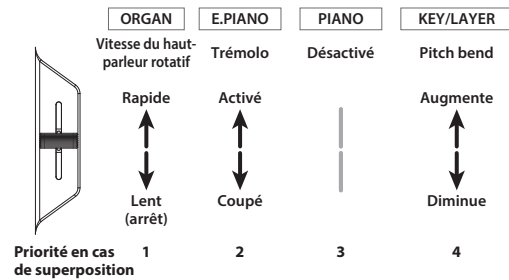 ORGAN E.PIANO PIANO KEY/LAYER
Vitesse du haut-
parleur rotatif
Trémolo Désactivé Pitch bend
Rapide Activé Augmente
Lent
(arrêt)
Coupé Diminue
Priorité en cas
de superposition
1 2 3 4